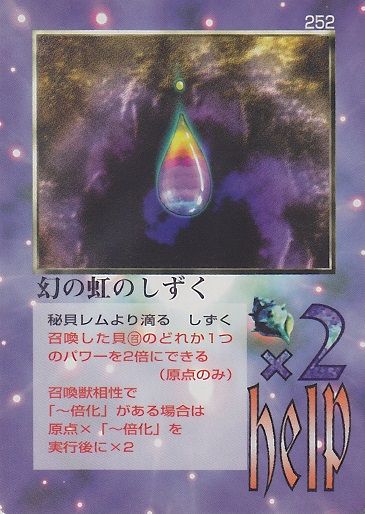 252
幻の虹のしずく
秘貝レムより滴る　しずく
召喚した貝㊞のどれか1つ
のパワーを2倍にできる
（原点のみ）
召喚獣相性で
「～倍化」がある場合は
原点×「～倍化」を
実行後に×2
×2
help